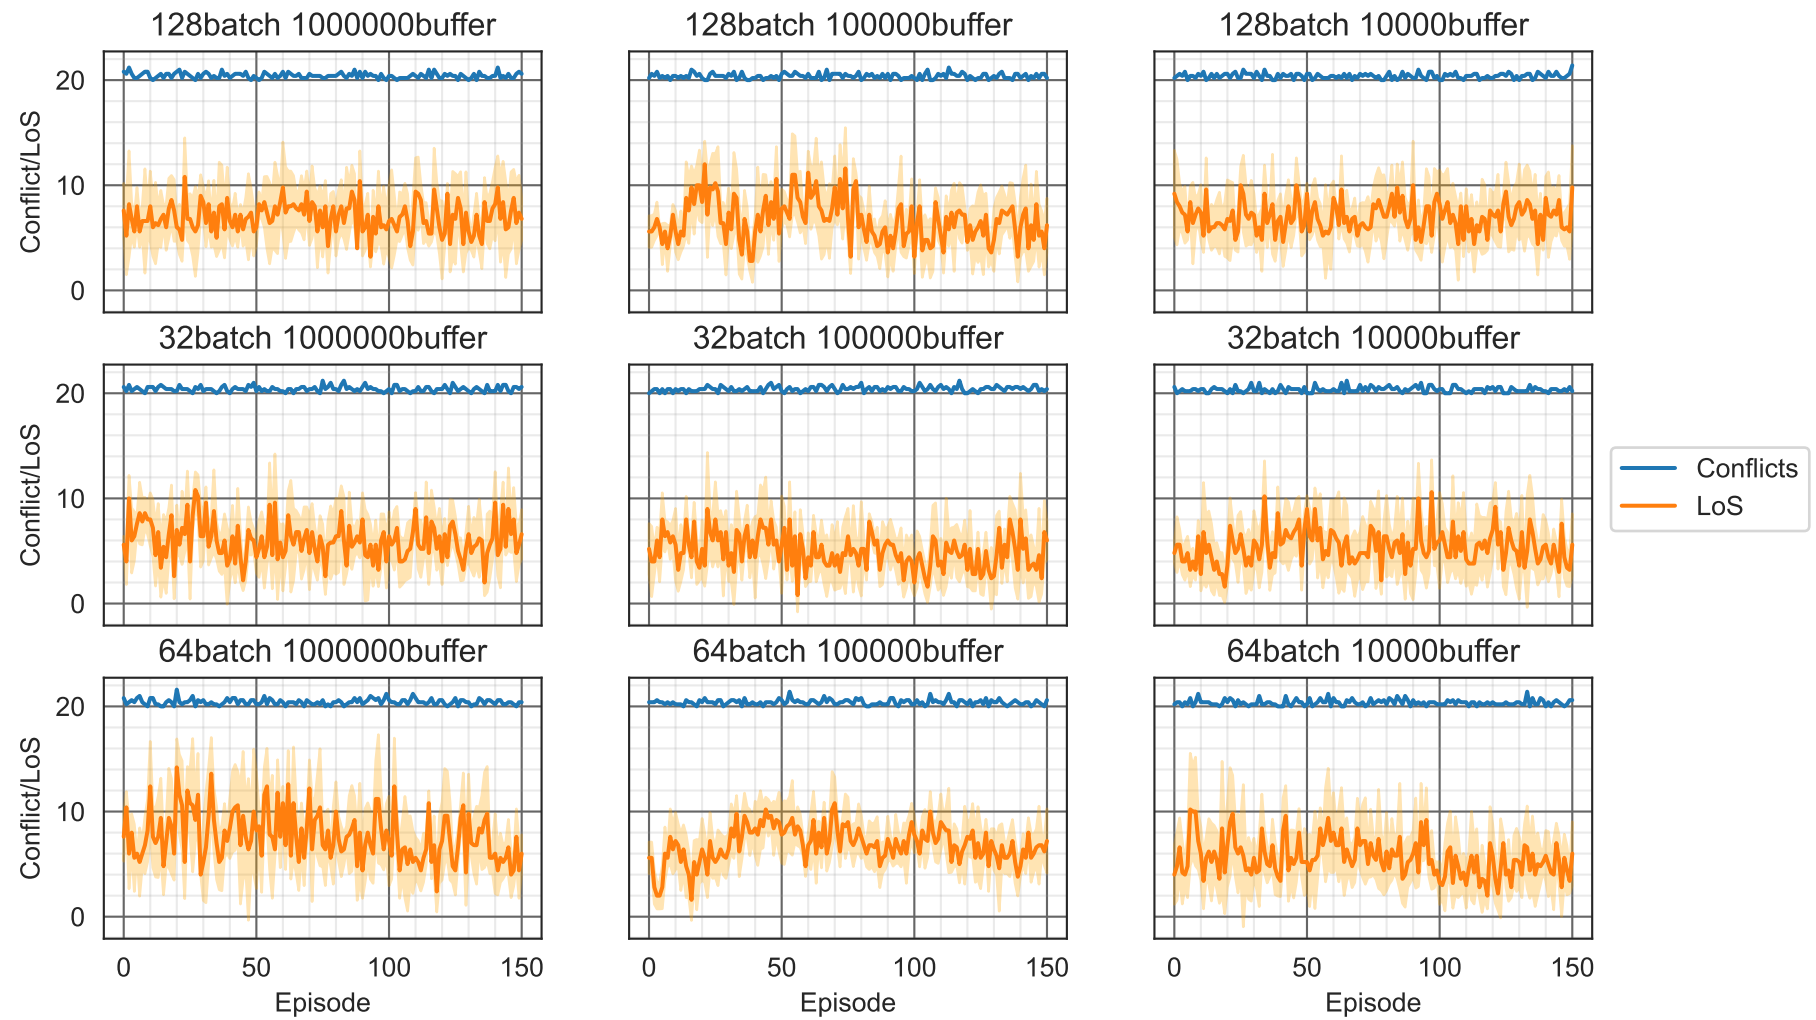 128batch 1000000buffer
128batch 100000buffer
128batch 10000buffer
Conflict/LoS
20
10
0
32batch 1000000buffer
32batch 100000buffer
32batch 10000buffer
Conflict/LoS
20
10
0
Conflicts
LoS
64batch 1000000buffer
64batch 100000buffer
64batch 10000buffer
Conflict/LoS
20
10
0
0 50 100 150
0 50 100 150
0 50 100 150
Episode
Episode
Episode